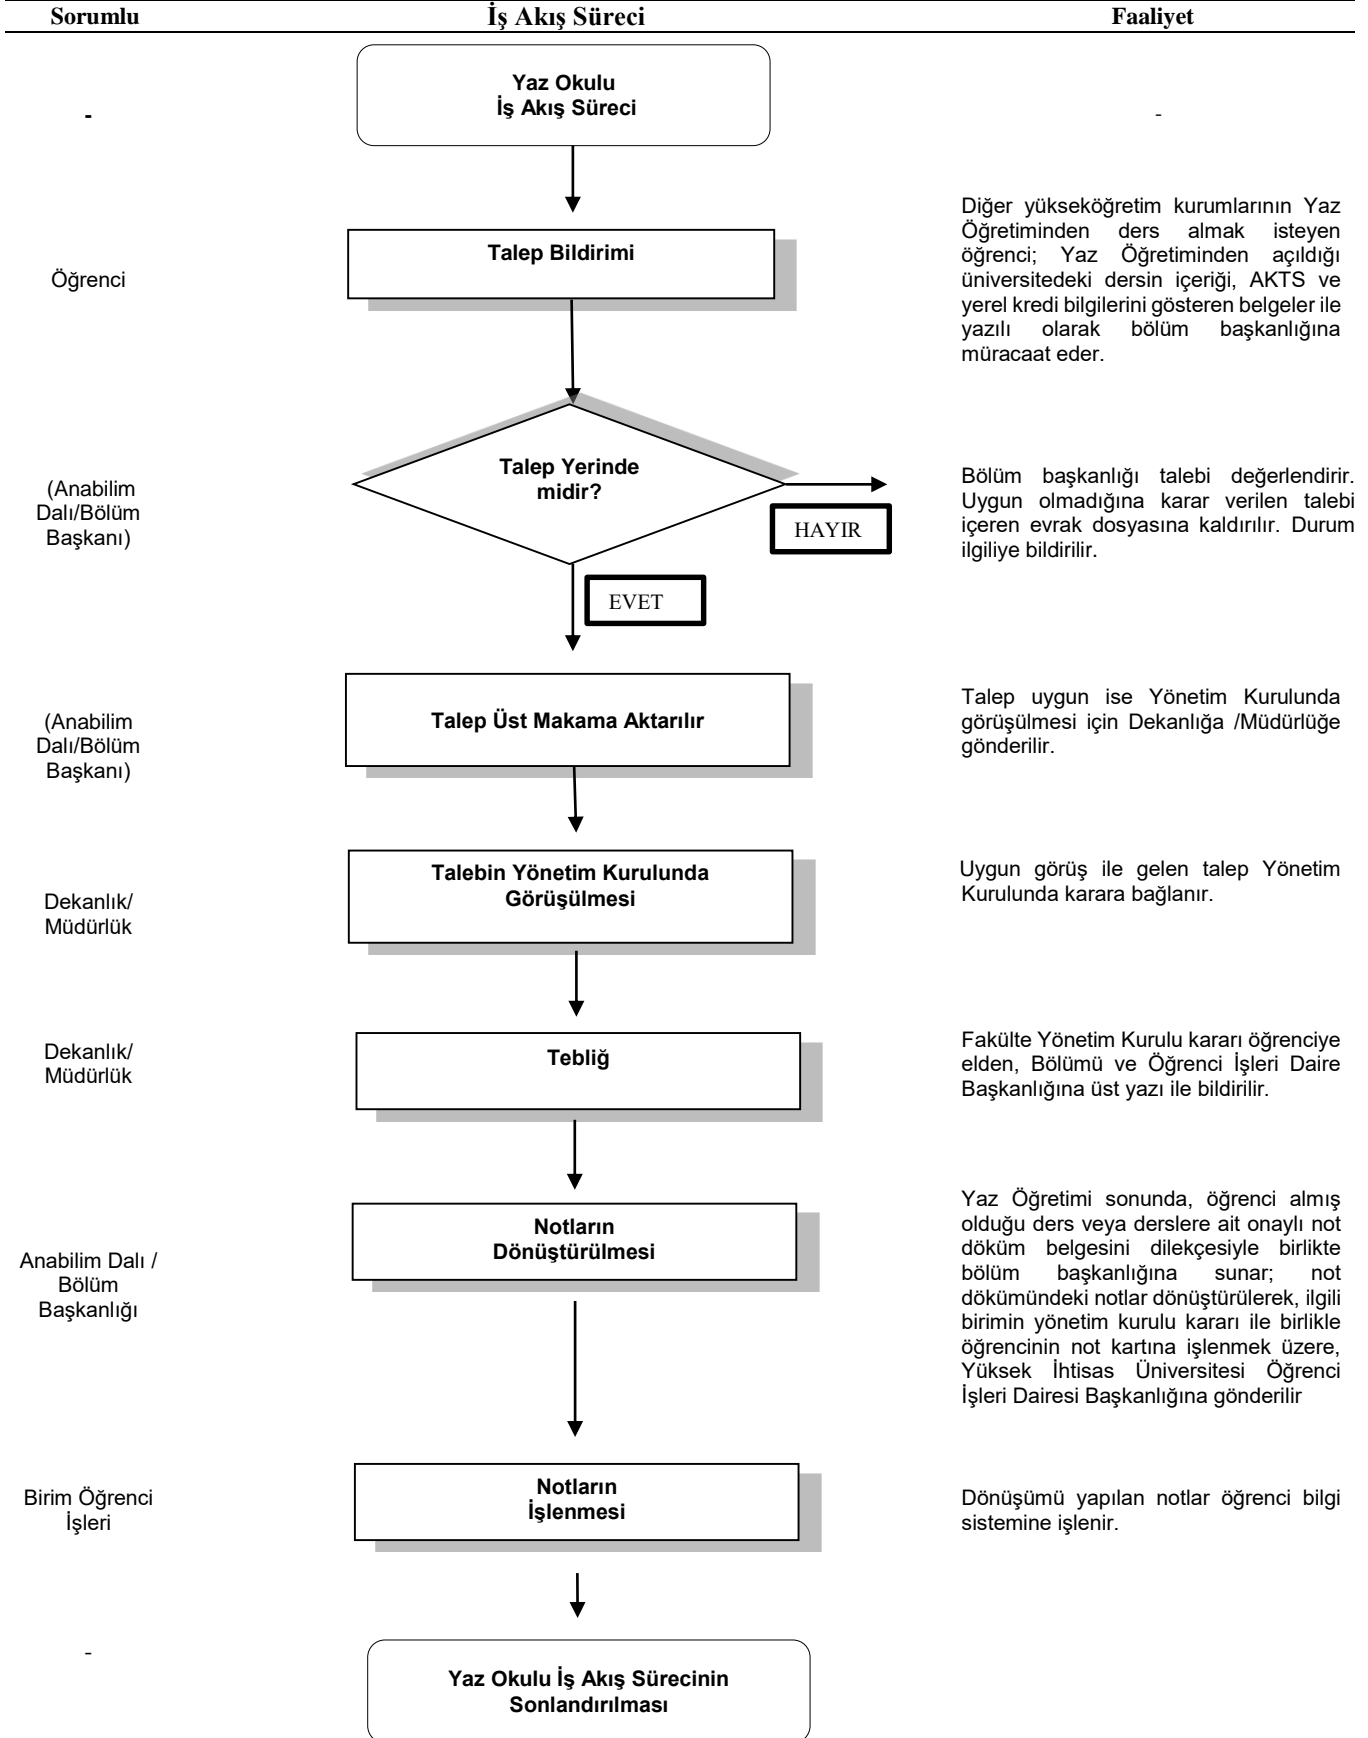 Sorumlu İş Akış Süreci Faaliyet
Yaz Okulu
İş Akış Süreci
-
-
Talep Bildirimi
Öğrenci
Diğer yükseköğretim kurumlarının Yaz
Öğretiminden ders almak isteyen
öğrenci; Yaz Öğretiminden açıldığı
üniversitedeki dersin içeriği, AKTS ve
yerel kredi bilgilerini gösteren belgeler ile
yazılı olarak bölüm başkanlığına
müracaat eder.
(Anabilim
Dalı/Bölüm
Başkanı)
Talep Yerinde
midir?
HAYIR
EVET
Bölüm başkanlığı talebi değerlendirir.
Uygun olmadığına karar verilen talebi
içeren evrak dosyasına kaldırılır. Durum
ilgiliye bildirilir.
(Anabilim
Dalı/Bölüm
Başkanı)
Talep Üst Makama Aktarılır
Talep uygun ise Yönetim Kurulunda
görüşülmesi için Dekanlığa /Müdürlüğe
gönderilir.
Dekanlık/
Müdürlük
Talebin Yönetim Kurulunda
Görüşülmesi
Uygun görüş ile gelen talep Yönetim
Kurulunda karara bağlanır.
Dekanlık/
Müdürlük
Tebliğ
Fakülte Yönetim Kurulu kararı öğrenciye
elden, Bölümü ve Öğrenci İşleri Daire
Başkanlığına üst yazı ile bildirilir.
Anabilim Dalı /
Bölüm
Başkanlığı
Notların
Dönüştürülmesi
Yaz Öğretimi sonunda, öğrenci almış
olduğu ders veya derslere ait onaylı not
döküm belgesini dilekçesiyle birlikte
bölüm başkanlığına sunar; not
dökümündeki notlar dönüştürülerek, ilgili
birimin yönetim kurulu kararı ile birlikle
öğrencinin not kartına işlenmek üzere,
Yüksek İhtisas Üniversitesi Öğrenci
İşleri Dairesi Başkanlığına gönderilir
Birim Öğrenci
İşleri
Notların
İşlenmesi
Dönüşümü yapılan notlar öğrenci bilgi
sistemine işlenir.
-
Yaz Okulu İş Akış Sürecinin
Sonlandırılması